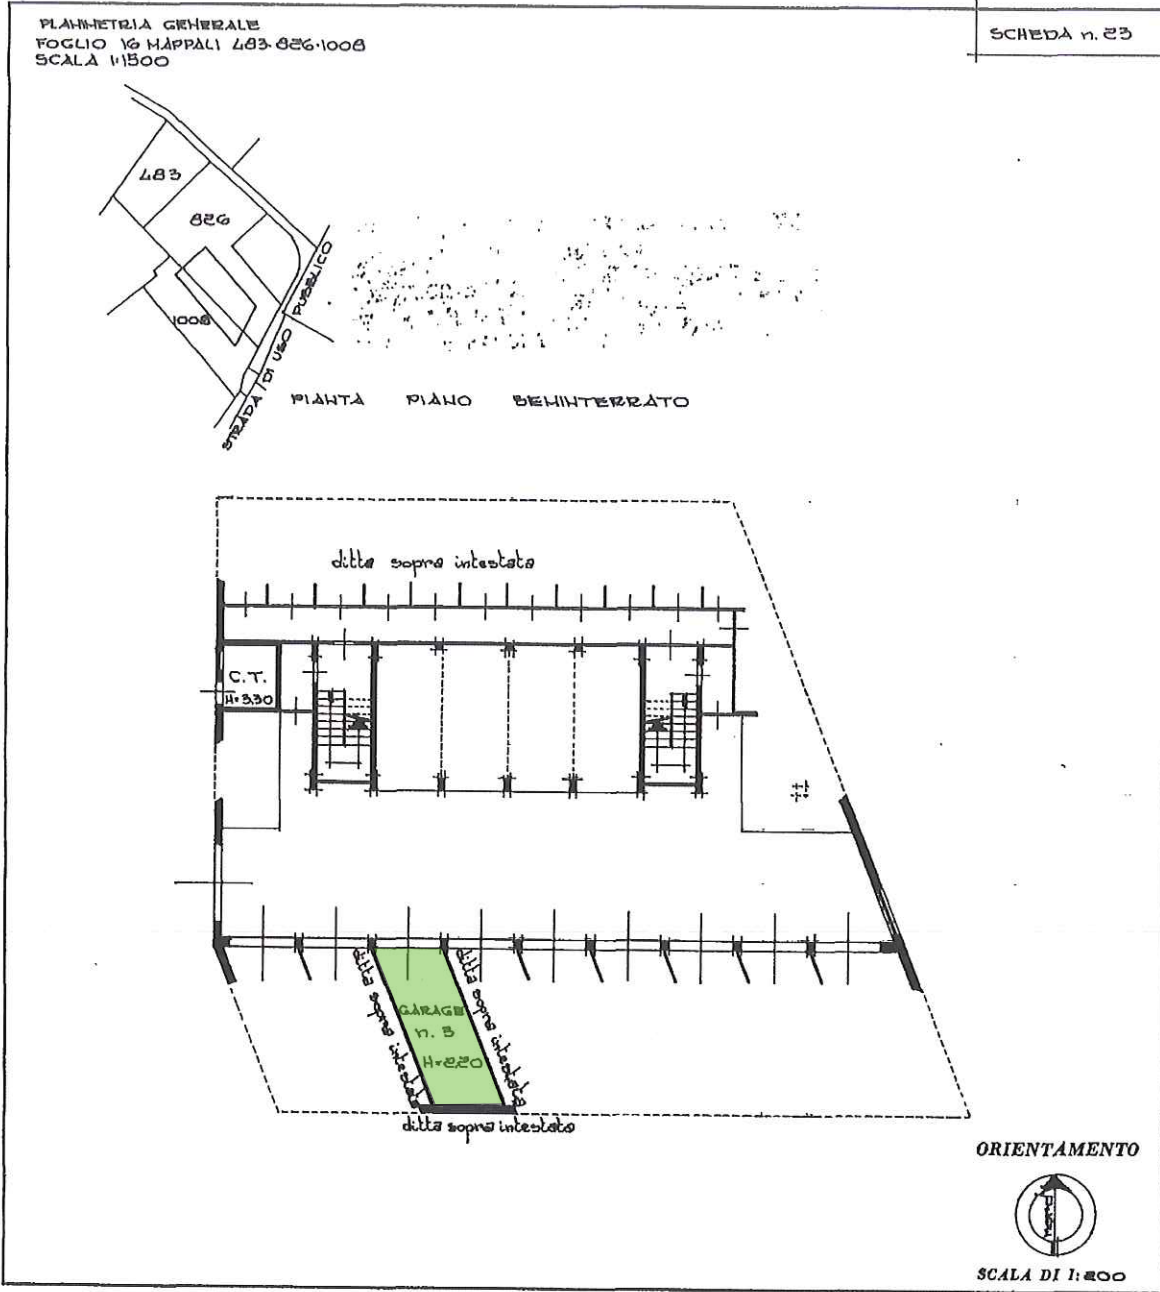 PLANIMETRIA GENERALE
FOGLIO 16 MAPPALI 483-826-1008
SCALA 1:1500
SCHEDA n. 23
483
826
1008
STRADA DI USO PUBBLICO
PIANTA PIANO SEMINTERRATO
ditta sopra intestata
C.T.
H=3.30
ditta sopra intestata
ditta sopra intestata
GARAGE
n. 3
H=2.20
ditta sopra intestata
ORIENTAMENTO
SCALA DI 1:200